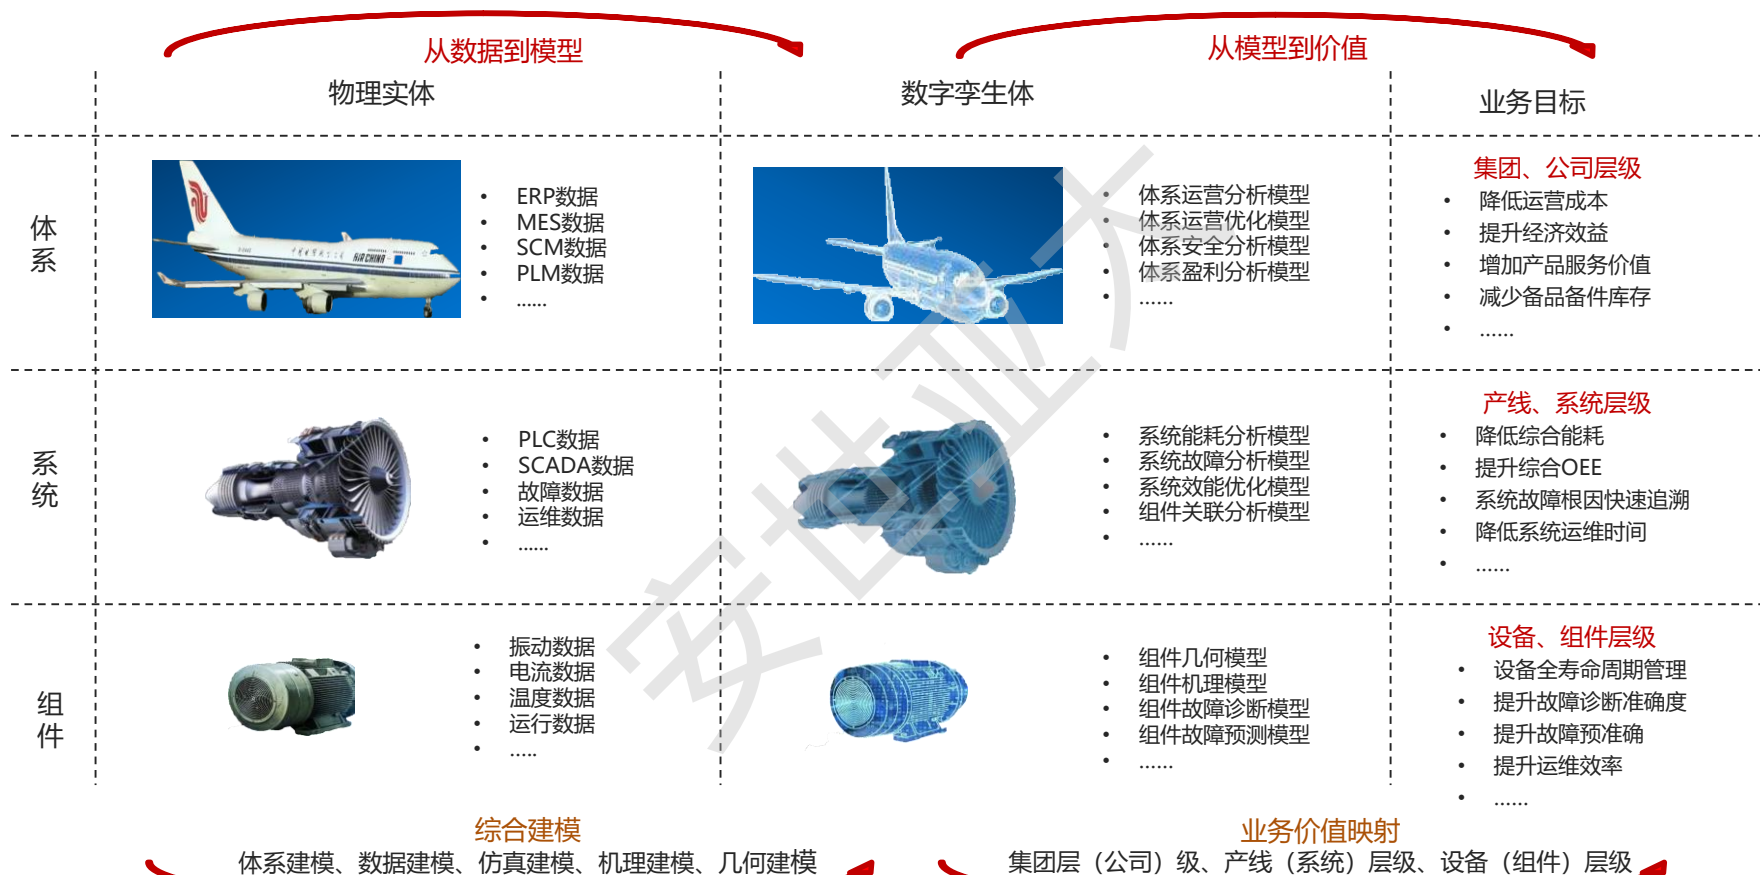 从数据到模型
从模型到价值
物理实体
数字孪生体
业务目标
体系
• ERP数据
• MES数据
• SCM数据
• PLM数据
• ......
• 体系运营分析模型
• 体系运营优化模型
• 体系安全分析模型
• 体系盈利分析模型
• ......
集团、公司层级
• 降低运营成本
• 提升经济效益
• 增加产品服务价值
• 减少备品备件库存
• ......
AIR CHINA
系统
• PLC数据
• SCADA数据
• 故障数据
• 运维数据
• ......
• 系统能耗分析模型
• 系统故障分析模型
• 系统效能优化模型
• 组件关联分析模型
• ......
产线、系统层级
• 降低综合能耗
• 提升综合OEE
• 系统故障根因快速追溯
• 降低系统运维时间
• ......
组件
• 振动数据
• 电流数据
• 温度数据
• 运行数据
• .....
• 组件几何模型
• 组件机理模型
• 组件故障诊断模型
• 组件故障预测模型
• ......
设备、组件层级
• 设备全寿命周期管理
• 提升故障诊断准确度
• 提升故障预准确
• 提升运维效率
• ......
综合建模
体系建模、数据建模、仿真建模、机理建模、几何建模
业务价值映射
集团层（公司）级、产线（系统）层级、设备（组件）层级
安世亚太